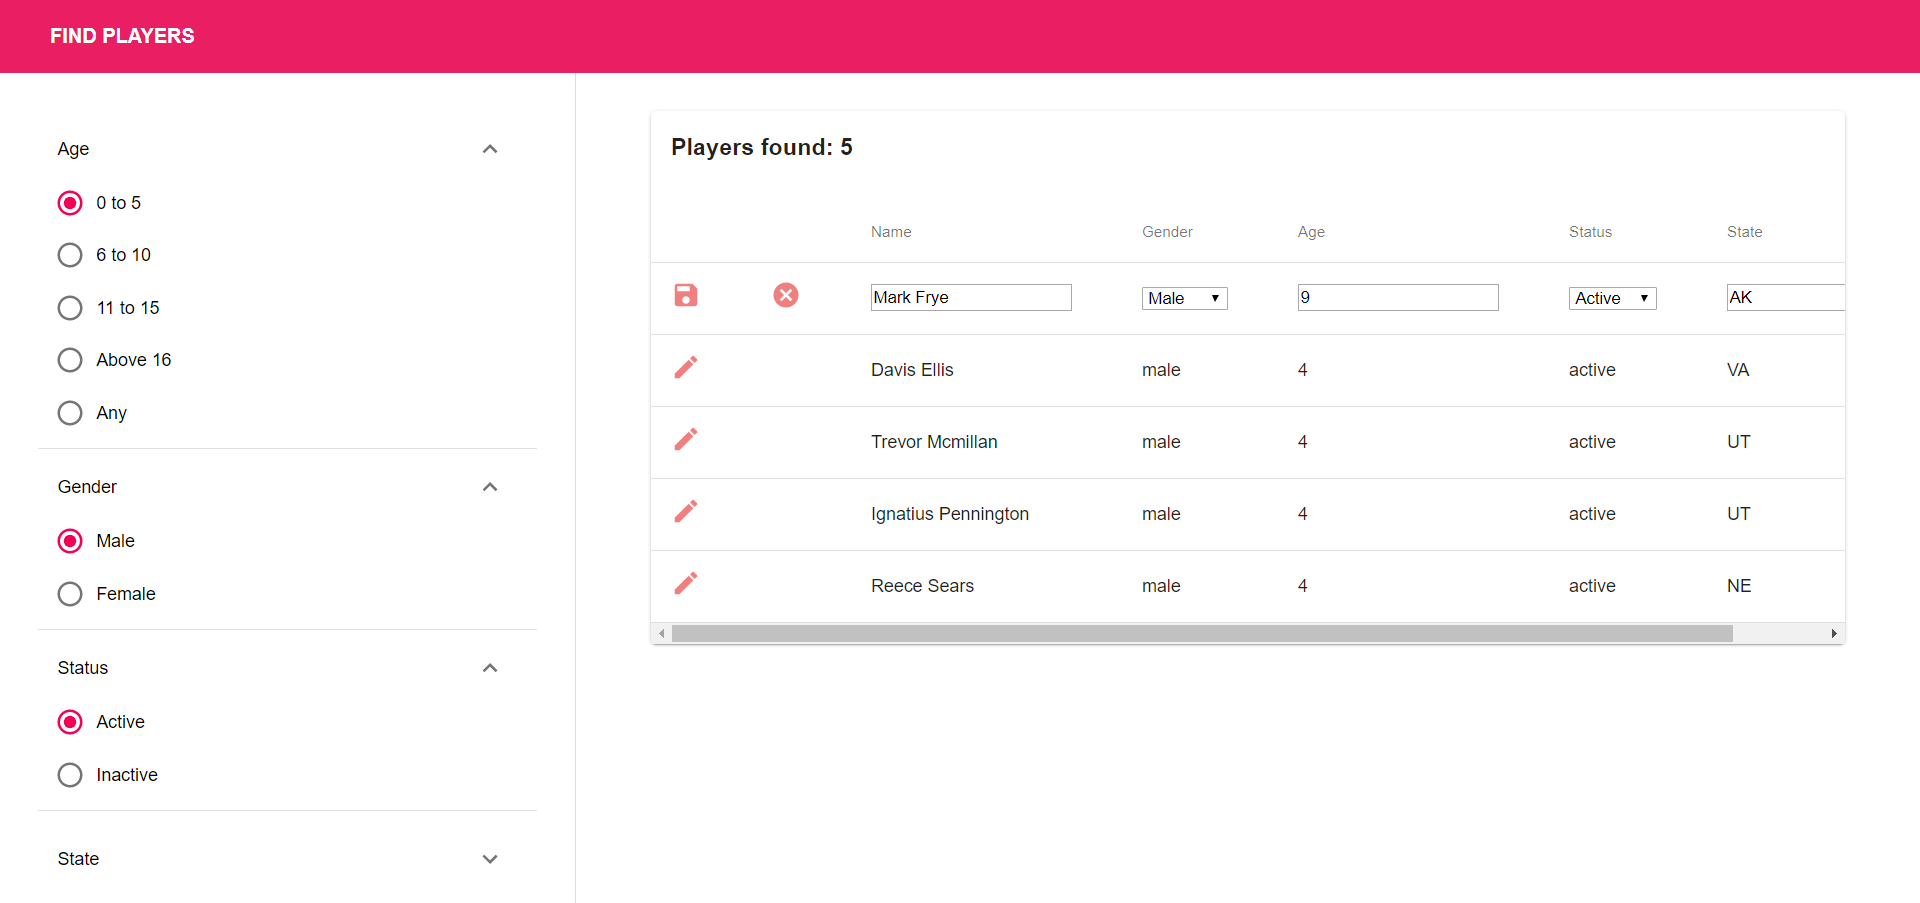 FIND PLAYERS
Age
0 to 5
6 to 10
11 to 15
Above 16
Any
Gender
Male
Female
Status
Active
Inactive
State
Players found: 5
Name Gender Age Status State
Mark Frye Male 9 Active AK
Davis Ellis male 4 active VA
Trevor Mcmillan male 4 active UT
Ignatius Pennington male 4 active UT
Reece Sears male 4 active NE